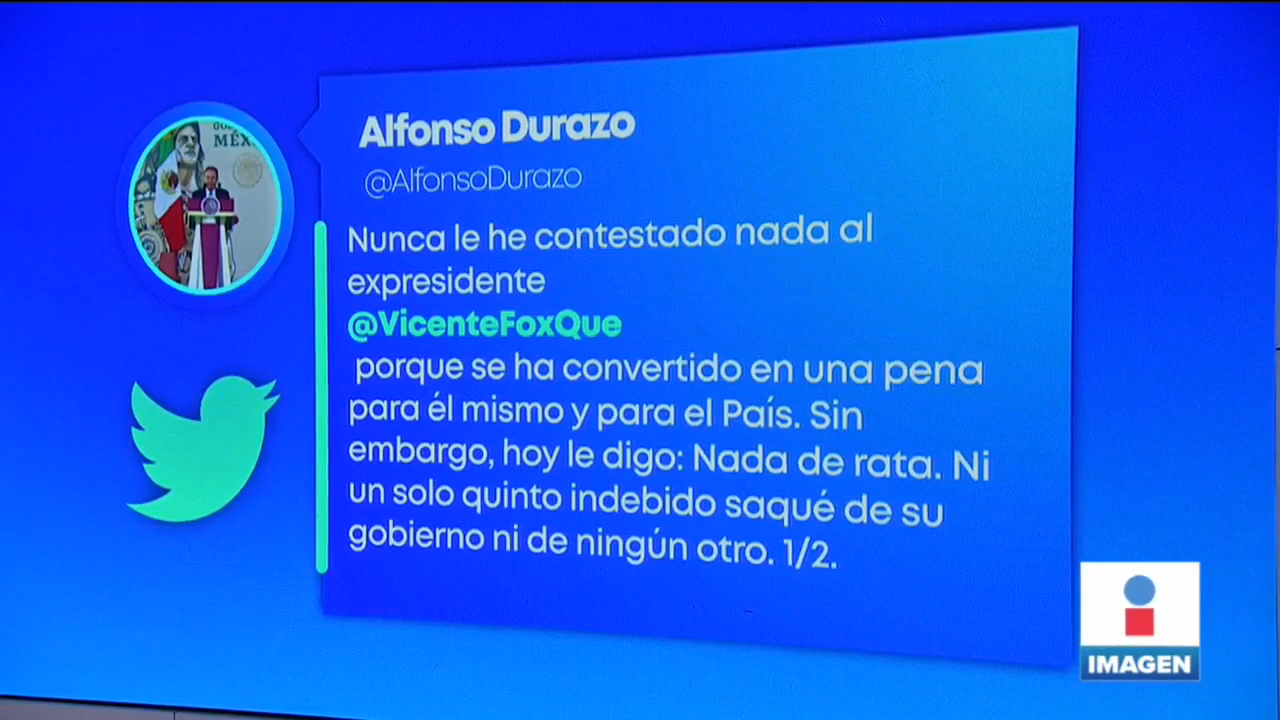 GOB
MÉX
Alfonso Durazo
@AlfonsoDurazo
Nunca le he contestado nada al
expresidente
@VicenteFoxQue
porque se ha convertido en una pena
para él mismo y para el País. Sin
embargo, hoy le digo: Nada de rata. Ni
un solo quinto indebido saqué de su
gobierno ni de ningún otro. 1/2.
IMAGEN